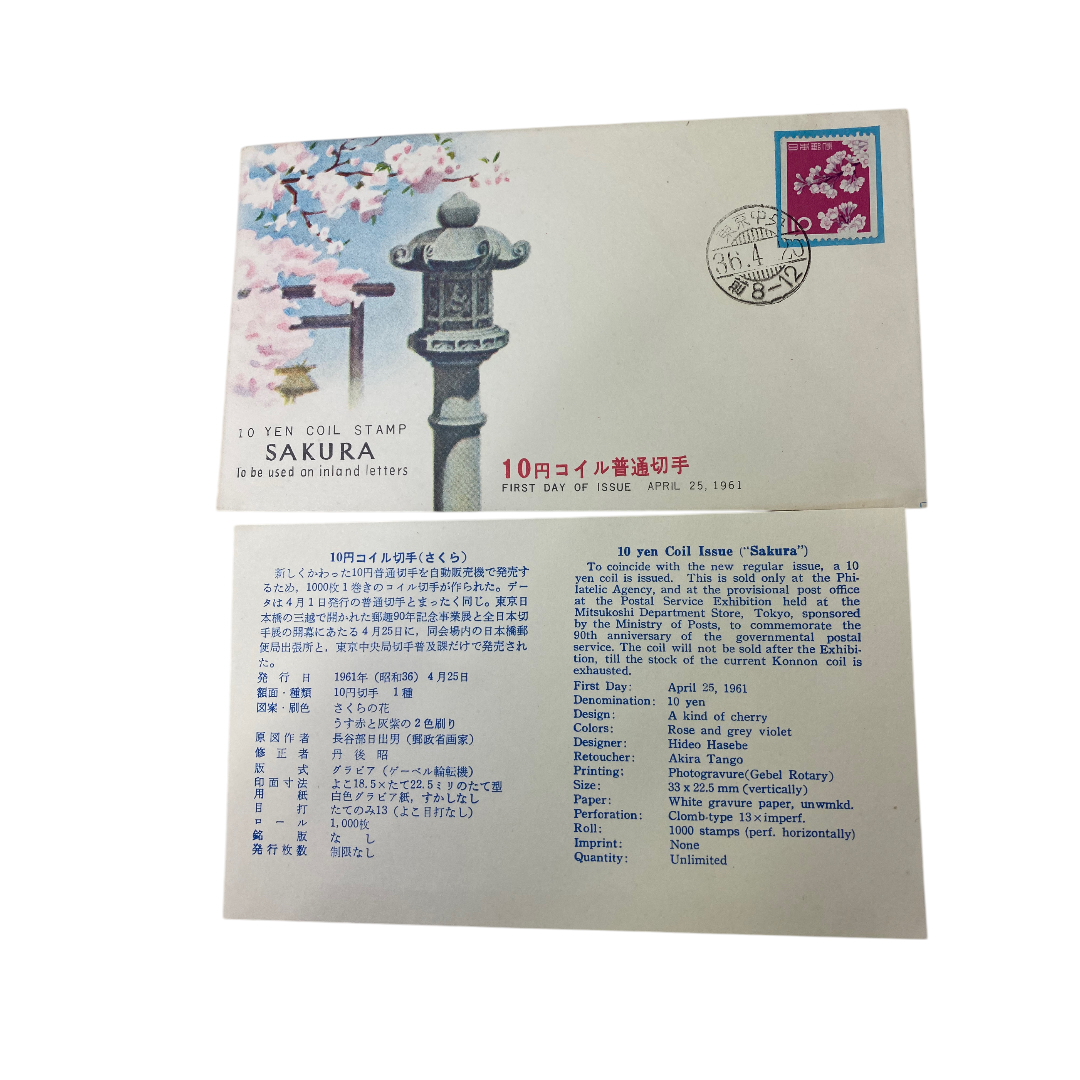 日本郵便
10
東京中央
36. 4. 25
前8-12
10 YEN COIL STAMP
SAKURA
To be used on inland letters
10円コイル普通切手
FIRST DAY OF ISSUE APRIL 25, 1961
10円コイル切手(さくら)
新しくかわった10円普通切手を自動販売機で発売す
るため,1000枚1巻きのコイル切手が作られた。デー
タは4月1日発行の普通切手とまったく同じ。東京日
本橋の三越で開かれた郵趣90年記念事業展と全日本切
手展の開幕にあたる4月25日に,同会場内の日本橋郵
便局出張所と,東京中央局切手普及課だけで発売され
た。
発行日 1961年(昭和36)4月25日
額面・種類 10円切手 1種
図案・刷色 さくらの花
うす赤と灰紫の2色刷り
原図作者 長谷部日出男(郵政省画家)
修正者 丹後昭
版式 グラビア(ゲーベル輪転機)
印面寸法 よこ18.5×たて22.5ミリのたて型
用紙 白色グラビア紙,すかしなし
目打 たてのみ13(よこ目打なし)
ロール 1,000枚
銘版 なし
発行枚数 制限なし
10 yen Coil Issue ("Sakura")
To coincide with the new regular issue, a 10
yen coil is issued. This is sold only at the Phi-
latelic Agency, and at the provisional post office
at the Postal Service Exhibition held at the
Mitsukoshi Department Store, Tokyo, sponsored
by the Ministry of Posts, to commemorate the
90th anniversary of the governmental postal
service. The coil will not be sold after the Exhibi-
tion, till the stock of the current Konnon coil is
exhausted.
First Day: April 25, 1961
Denomination: 10 yen
Design: A kind of cherry
Colors: Rose and grey violet
Designer: Hideo Hasebe
Retoucher: Akira Tango
Printing: Photogravure(Gebel Rotary)
Size: 33 x 22.5 mm (vertically)
Paper: White gravure paper, unwmkd.
Perforation: Clomb-type 13×imperf.
Roll: 1000 stamps (perf. horizontally)
Imprint: None
Quantity: Unlimited